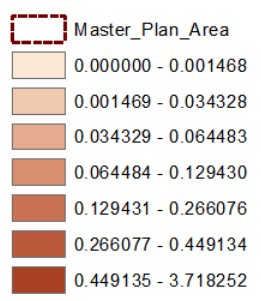 Master_Plan_Area
0.000000 - 0.001468
0.001469 - 0.034328
0.034329 - 0.064483
0.064484 - 0.129430
0.129431 - 0.266076
0.266077 - 0.449134
0.449135 - 3.718252